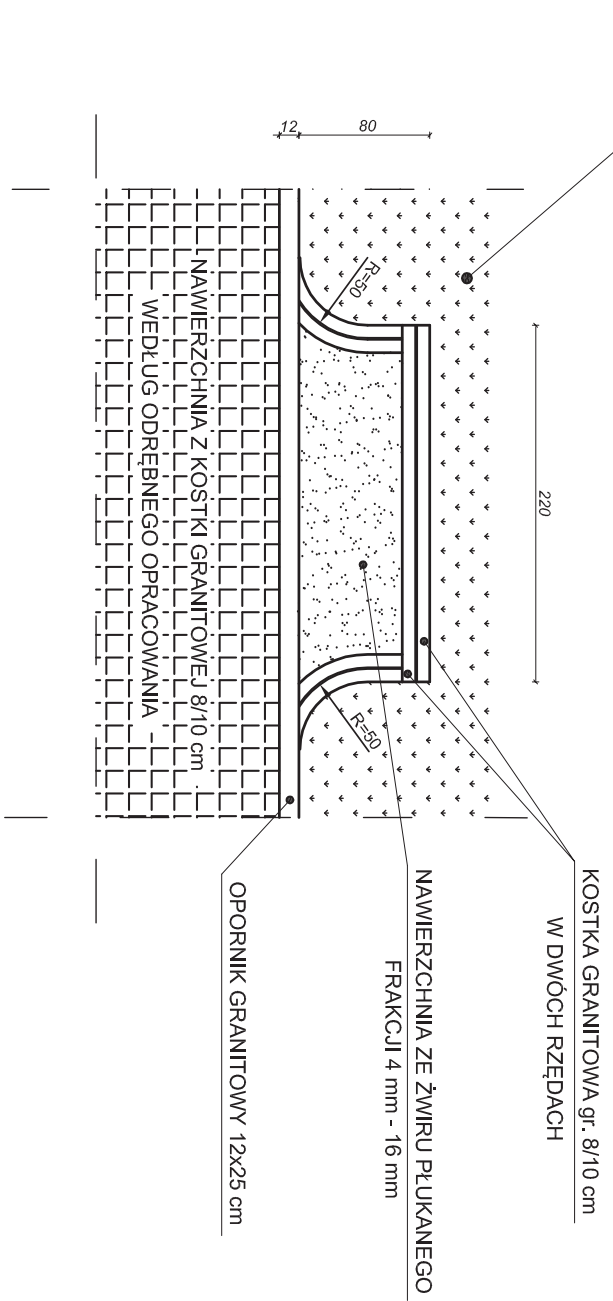 KOSTKA GRANITOWA gr. 8/10 cm
W DWÓCH RZĘDACH
NAWIERZCHNIA ZE ŻWIRU PŁUKANEGO
FRAKCJI 4 mm - 16 mm
OPORNIK GRANITOWY 12x25 cm
220
80
12
R=50
R=50
NAWIERZCHNIA Z KOSTKI GRANITOWEJ 8/10 cm
WEDŁUG ODRĘBNEGO OPRACOWANIA